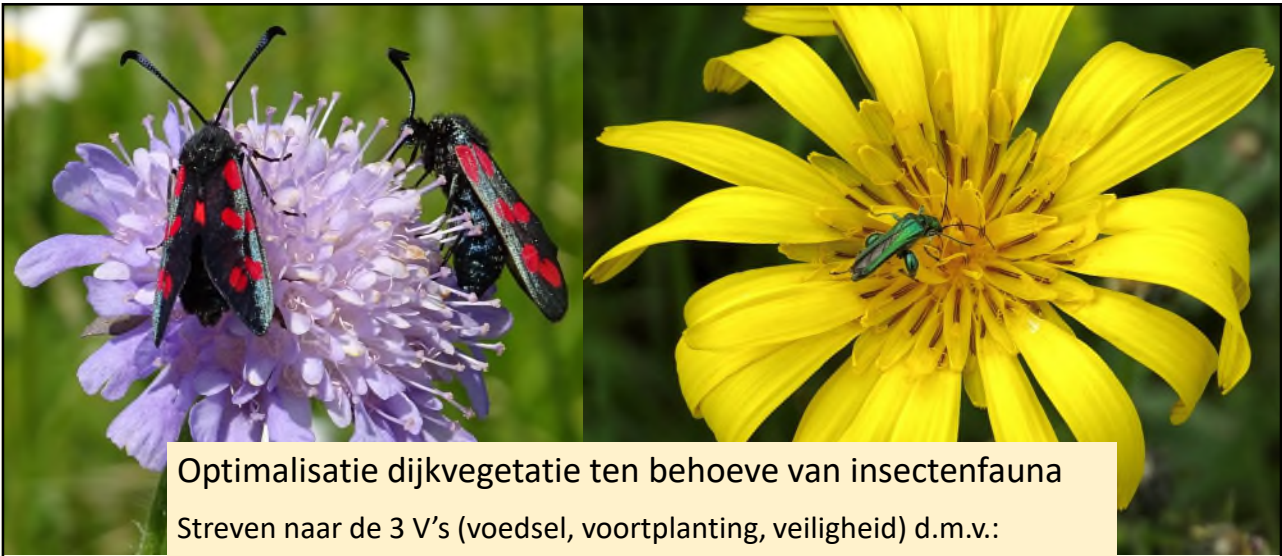 Optimalisatie dijkvegetatie ten behoeve van insectenfauna
Streven naar de 3 V’s (voedsel, voortplanting, veiligheid) d.m.v.: